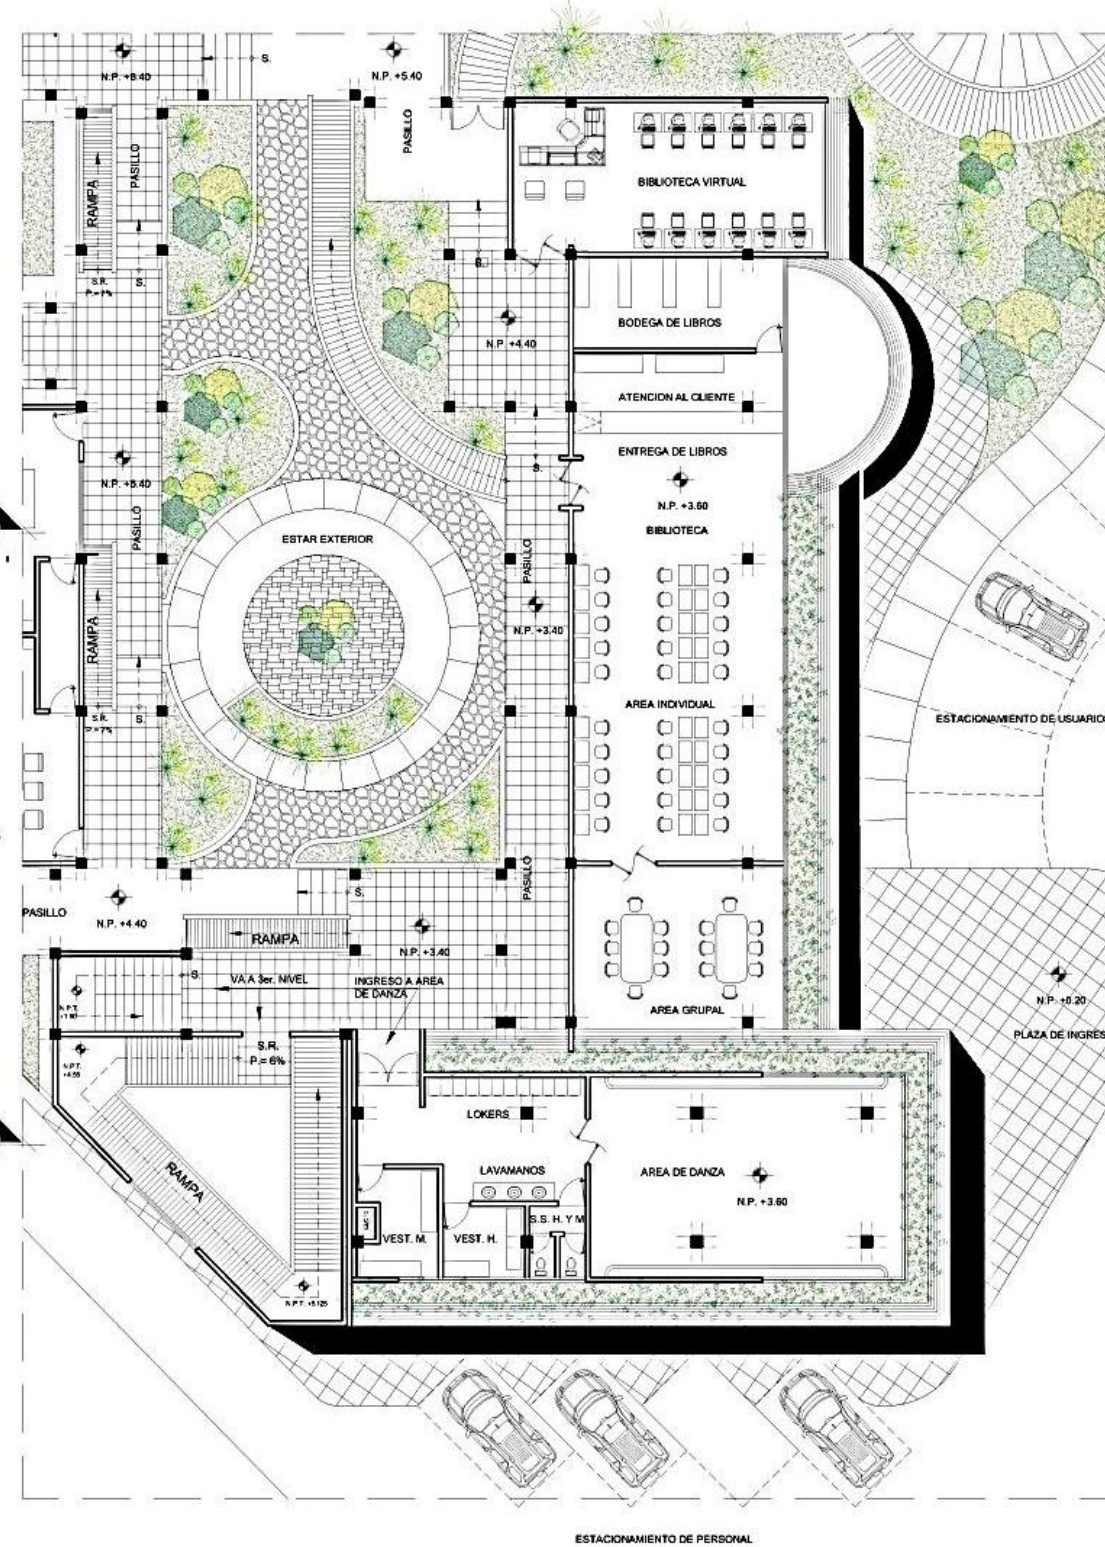 S.
N.P. +5.40
N.P. +5.40
PASILLO
PASILLO
RAMPA
BIBLIOTECA VIRTUAL
S.R.
P.= 7%
S.
S.
BODEGA DE LIBROS
N.P. +4.40
ATENCION AL CLIENTE
ENTREGA DE LIBROS
S.
N.P. +5.40
N.P. +3.60
PASILLO
BIBLIOTECA
ESTAR EXTERIOR
PASILLO
RAMPA
N.P. +3.40
AREA INDIVIDUAL
S.R.
P.= 7%
S.
ESTACIONAMIENTO DE USUARIO
PASILLO
S.
PASILLO
N.P. +4.40
RAMPA
N.P. +3.40
S.
VA A 3er. NIVEL
INGRESO A AREA
DE DANZA
N.P. +0.20
AREA GRUPAL
N.P.T.
PLAZA DE INGRES
S.R.
P.= 6%
N.P.T.
LOKERS
RAMPA
LAVAMANOS
AREA DE DANZA
N.P. +3.60
S.S. H. Y M.
VEST. M.
VEST. H.
N.P.T.
ESTACIONAMIENTO DE PERSONAL